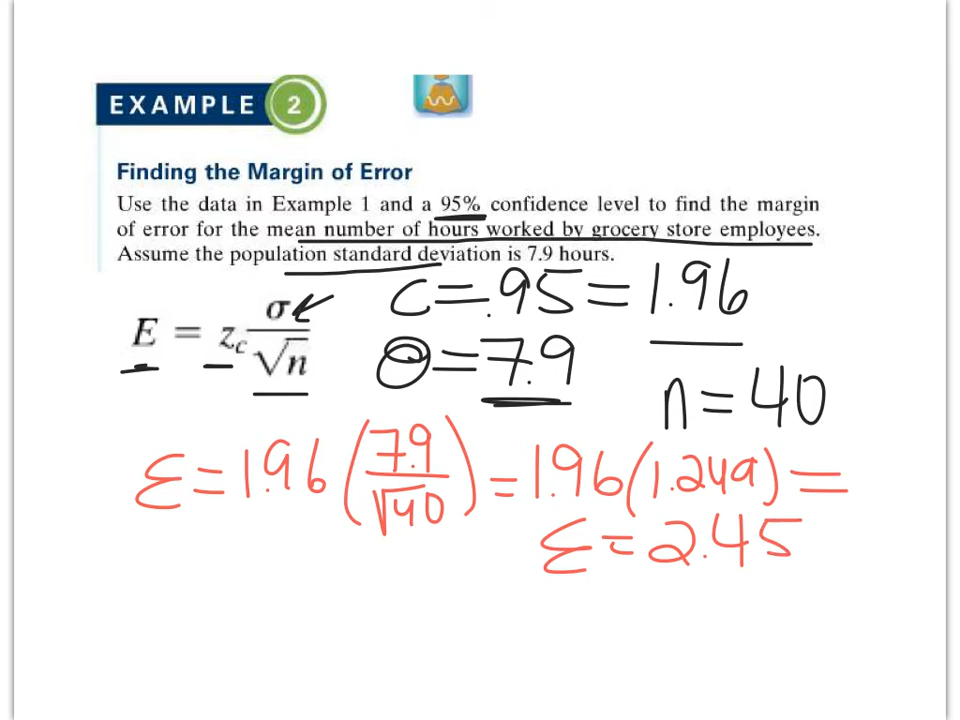 EXAMPLE 2
Finding the Margin of Error
Use the data in Example 1 and a 95% confidence level to find the margin
of error for the mean number of hours worked by grocery store employees.
Assume the population standard deviation is 7.9 hours.
C = .95 = 1.96
E = z_c σ/√n
σ = 7.9
n = 40
E = 1.96 (7.9/√40) = 1.96 (1.249) =
E = 2.45